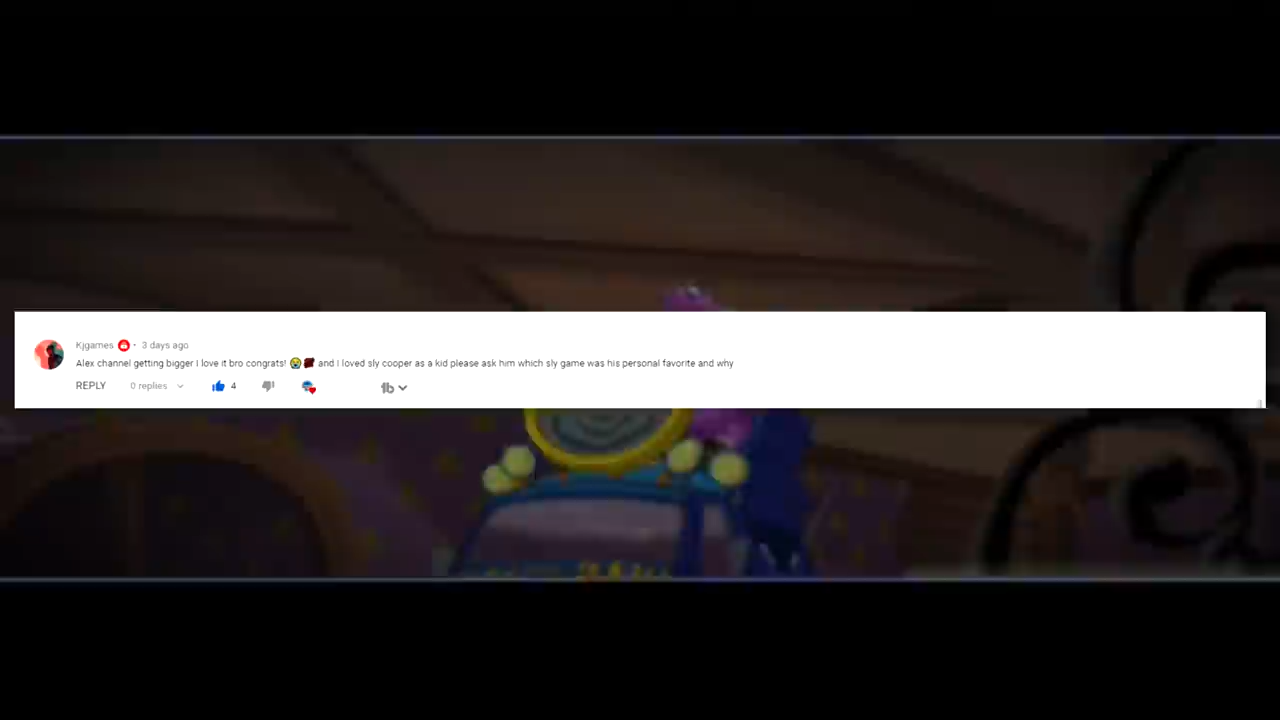 Kjgames · 3 days ago
Alex channel getting bigger I love it bro congrats! 😭 and I loved sly cooper as a kid please ask him which sly game was his personal favorite and why
REPLY 0 replies 4